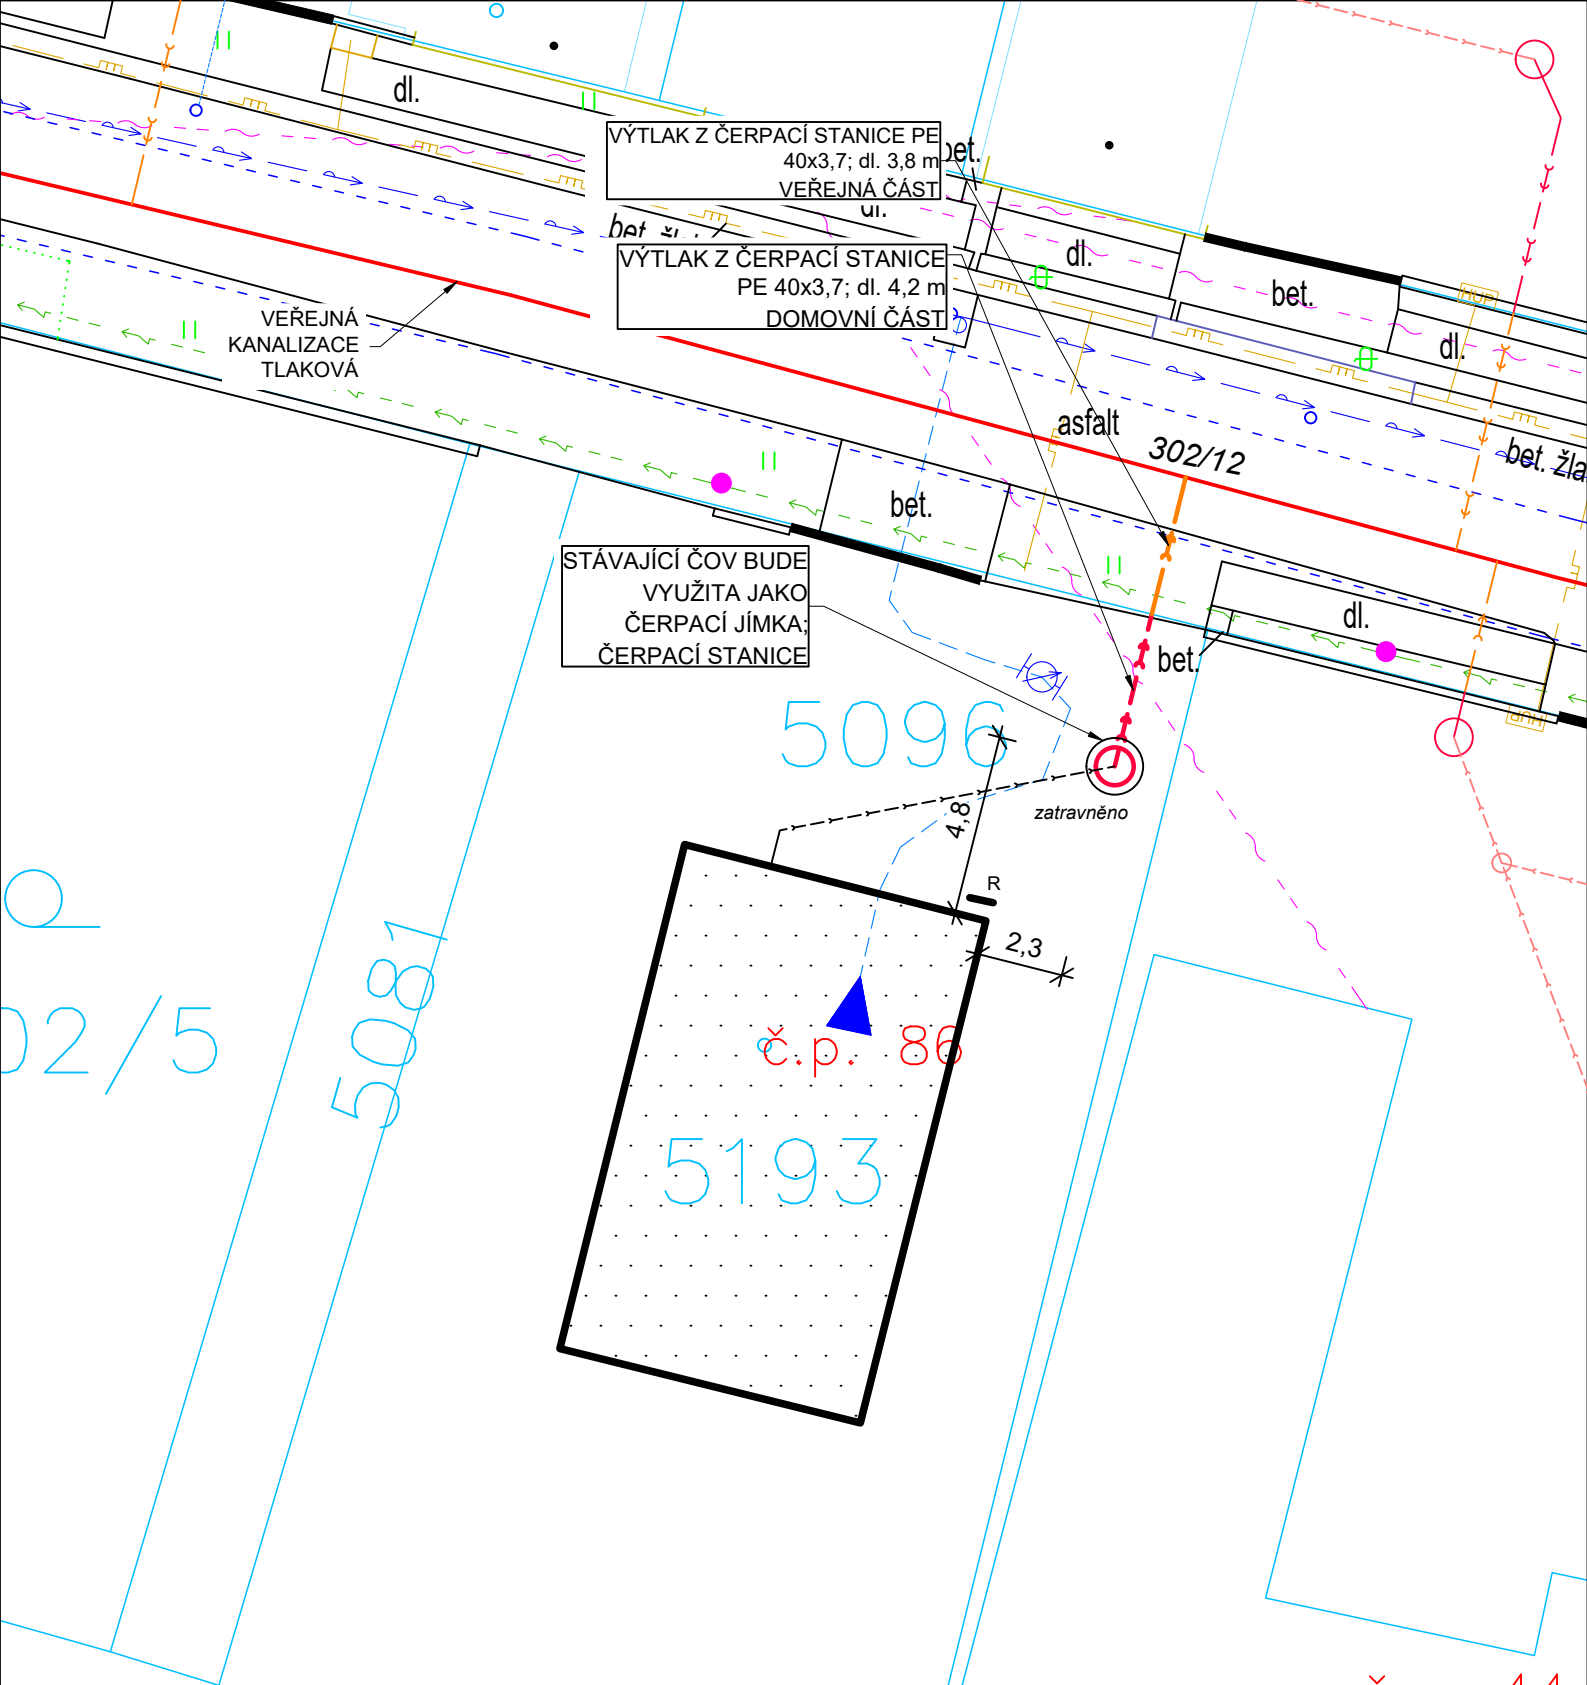 dl.
VÝTLAK Z ČERPACÍ STANICE PE
40x3,7; dl. 3,8 m
VEŘEJNÁ ČÁST
bet.
dl.
bet.
VÝTLAK Z ČERPACÍ STANICE
PE 40x3,7; dl. 4,2 m
DOMOVNÍ ČÁST
dl.
bet.
HUP
dl.
VEŘEJNÁ
KANALIZACE
TLAKOVÁ
asfalt
302/12
bet. žla
bet.
STÁVAJÍCÍ ČOV BUDE
VYUŽITA JAKO
ČERPACÍ JÍMKA;
ČERPACÍ STANICE
dl.
bet.
HUP
5096
4,8
zatravněno
R
2,3
5081
02/5
č.p. 86
5193